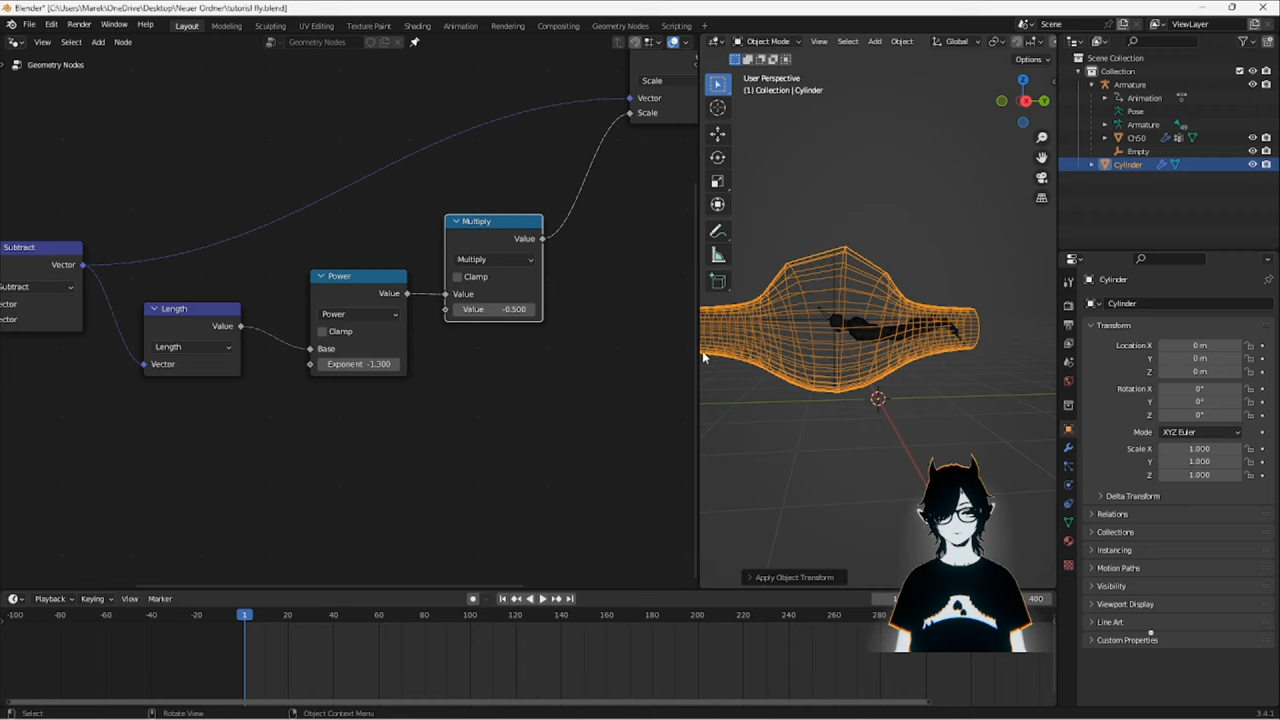 Blender* [C:\Users\Marek\OneDrive\Desktop\Neuer Ordner\tutorisl fly.blend]
File Edit Render Window Help Layout Modeling Sculpting UV Editing Texture Paint Shading Animation Rendering Compositing Geometry Nodes Scripting + Scene ViewLayer
View Select Add Node Geometry Nodes
Object Mode View Select Add Object Global
Geometry Nodes
Options
User Perspective
(1) Collection | Cylinder
Z
Y
X
Scale
Vector
Scale
Multiply
Value
Multiply
Clamp
Value
Value -0.500
Subtract
Vector
Subtract
Length
Value
Length
Vector
Power
Value
Power
Clamp
Base
Exponent -1.300
Apply Object Transform
Scene Collection
Collection
Armature
Animation
Pose
Armature
Ch50
Empty
Cylinder
Cylinder
Cylinder
Transform
Location X 0 m
Y 0 m
Z 0 m
Rotation X 0°
Y 0°
Z 0°
Mode XYZ Euler
Scale X 1.000
Y 1.000
Z 1.000
Delta Transform
Relations
Collections
Instancing
Motion Paths
Visibility
Viewport Display
Line Art
Custom Properties
Playback Keying View Marker 400
-100 -80 -60 -40 -20 1 20 40 60 80 100 120 140 160 180 200 220 240 260
Select Rotate View Object Context Menu 3.4.1